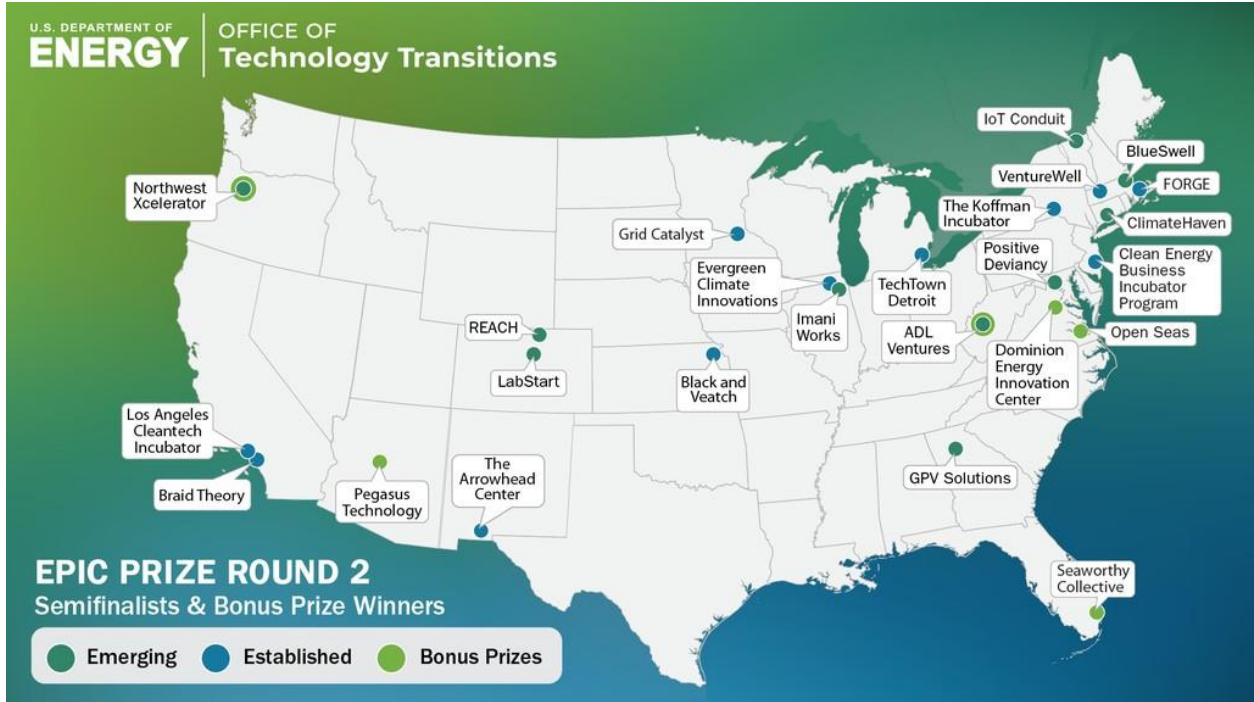 U.S. DEPARTMENT OF
ENERGY
OFFICE OF
Technology Transitions
IoT Conduit
BlueSwell
VentureWell
FORGE
Northwest
Xcelerator
The Koffman
Incubator
ClimateHaven
Grid Catalyst
Positive
Deviancy
Clean Energy
Business
Incubator
Program
Evergreen
Climate
Innovations
TechTown
Detroit
Imani
Works
REACH
ADL
Ventures
Open Seas
LabStart
Black and
Veatch
Dominion
Energy
Innovation
Center
Los Angeles
Cleantech
Incubator
Braid Theory
Pegasus
Technology
The
Arrowhead
Center
GPV Solutions
Seaworthy
Collective
EPIC PRIZE ROUND 2
Semifinalists & Bonus Prize Winners
Emerging
Established
Bonus Prizes